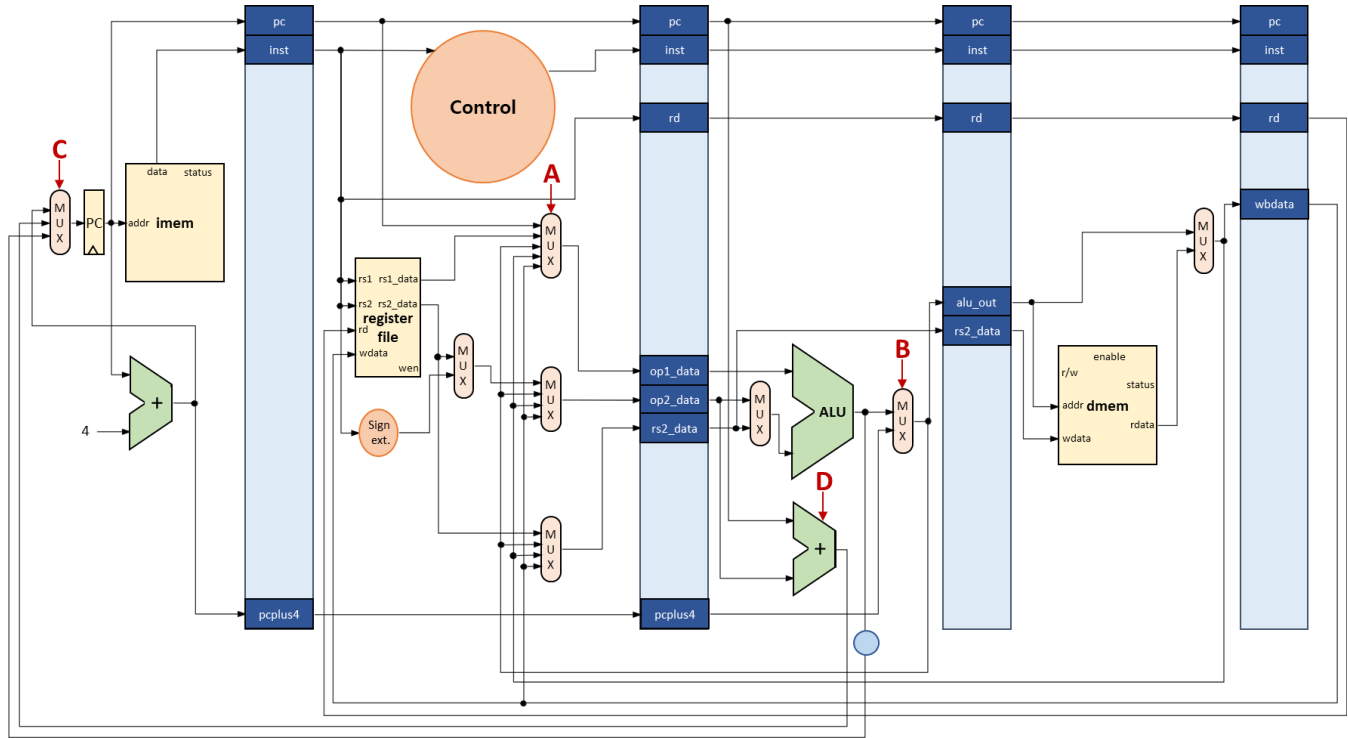 pc
inst
Control
pc
inst
pc
inst
pc
inst
rd
rd
rd
C
A
data status
M
U
X
PC
addr imem
M
U
X
wbdata
M
U
X
rs1 rs1_data
rs2 rs2_data
register
file
rd
wdata
wen
alu_out
rs2_data
M
U
X
M
U
X
op1_data
op2_data
rs2_data
M
U
X
ALU
B
M
U
X
enable
r/w
status
addr dmem
rdata
wdata
+
4
Sign
ext.
D
M
U
X
+
pcplus4
pcplus4